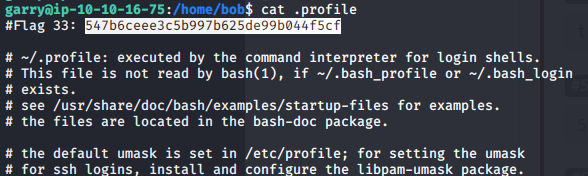 garry@ip-10-10-16-75:/home/bob$ cat .profile
#Flag 33: 547b6ceee3c5b997b625de99b044f5cf
# ~/.profile: executed by the command interpreter for login shells.
# This file is not read by bash(1), if ~/.bash_profile or ~/.bash_login
# exists.
# see /usr/share/doc/bash/examples/startup-files for examples.
# the files are located in the bash-doc package.
# the default umask is set in /etc/profile; for setting the umask
# for ssh logins, install and configure the libpam-umask package.